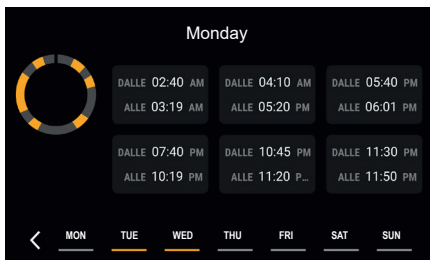 Monday
DALLE 02:40 AM DALLE 04:10 AM DALLE 05:40 PM
ALLE 03:19 AM ALLE 05:20 PM ALLE 06:01 PM
DALLE 07:40 PM DALLE 10:45 PM DALLE 11:30 PM
ALLE 10:19 PM ALLE 11:20 P... ALLE 11:50 PM
MON TUE WED THU FRI SAT SUN